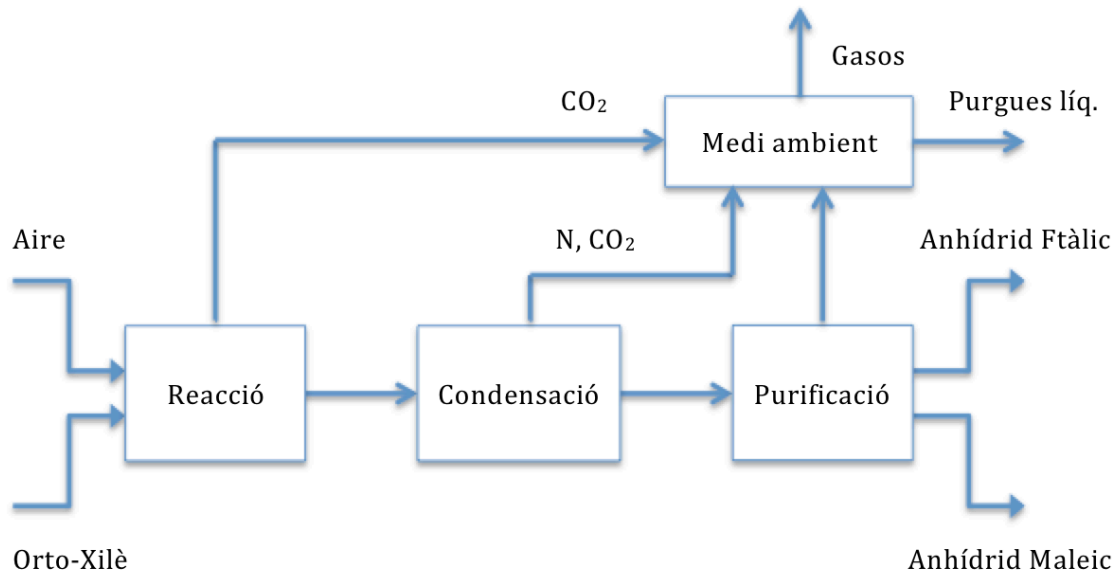 Gasos
CO₂
Purgues líq.
Medi ambient
Aire
N, CO₂
Anhídrid Ftàlic
Reacció
Condensació
Purificació
Orto-Xilè
Anhídrid Maleic